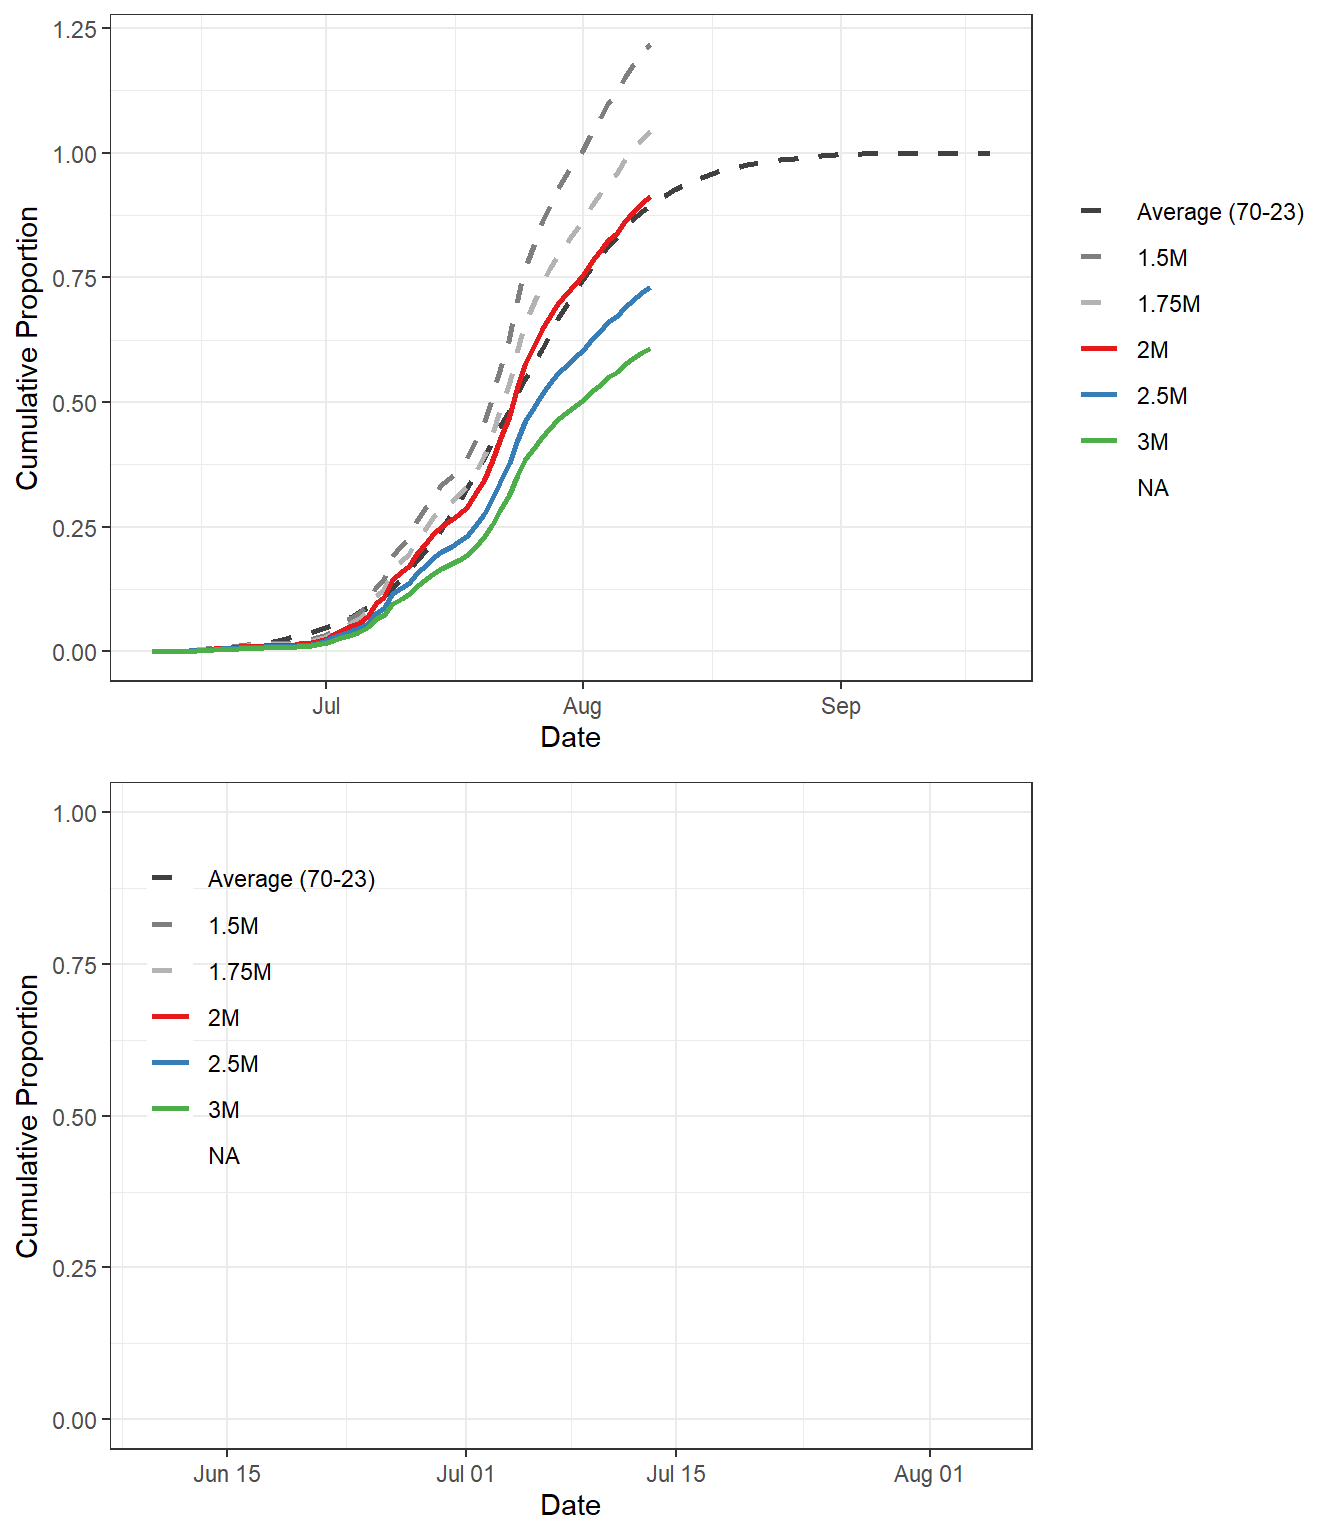 1.25
1.00
0.75
0.50
0.25
0.00
Cumulative Proportion
Jul
Aug
Sep
Date
Average (70-23)
1.5M
1.75M
2M
2.5M
3M
NA
1.00
0.75
0.50
0.25
0.00
Cumulative Proportion
Average (70-23)
1.5M
1.75M
2M
2.5M
3M
NA
Jun 15
Jul 01
Jul 15
Aug 01
Date